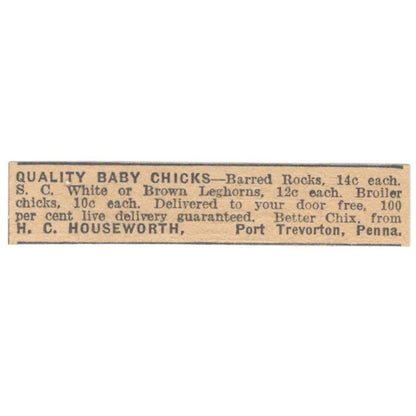 QUALITY BABY CHICKS—Barred Rocks, 14c each.
S. C. White or Brown Leghorns, 12c each. Broiler
chicks, 10c each. Delivered to your door free, 100
per cent live delivery guaranteed. Better Chix, from
H. C. HOUSEWORTH, Port Trevorton, Penna.